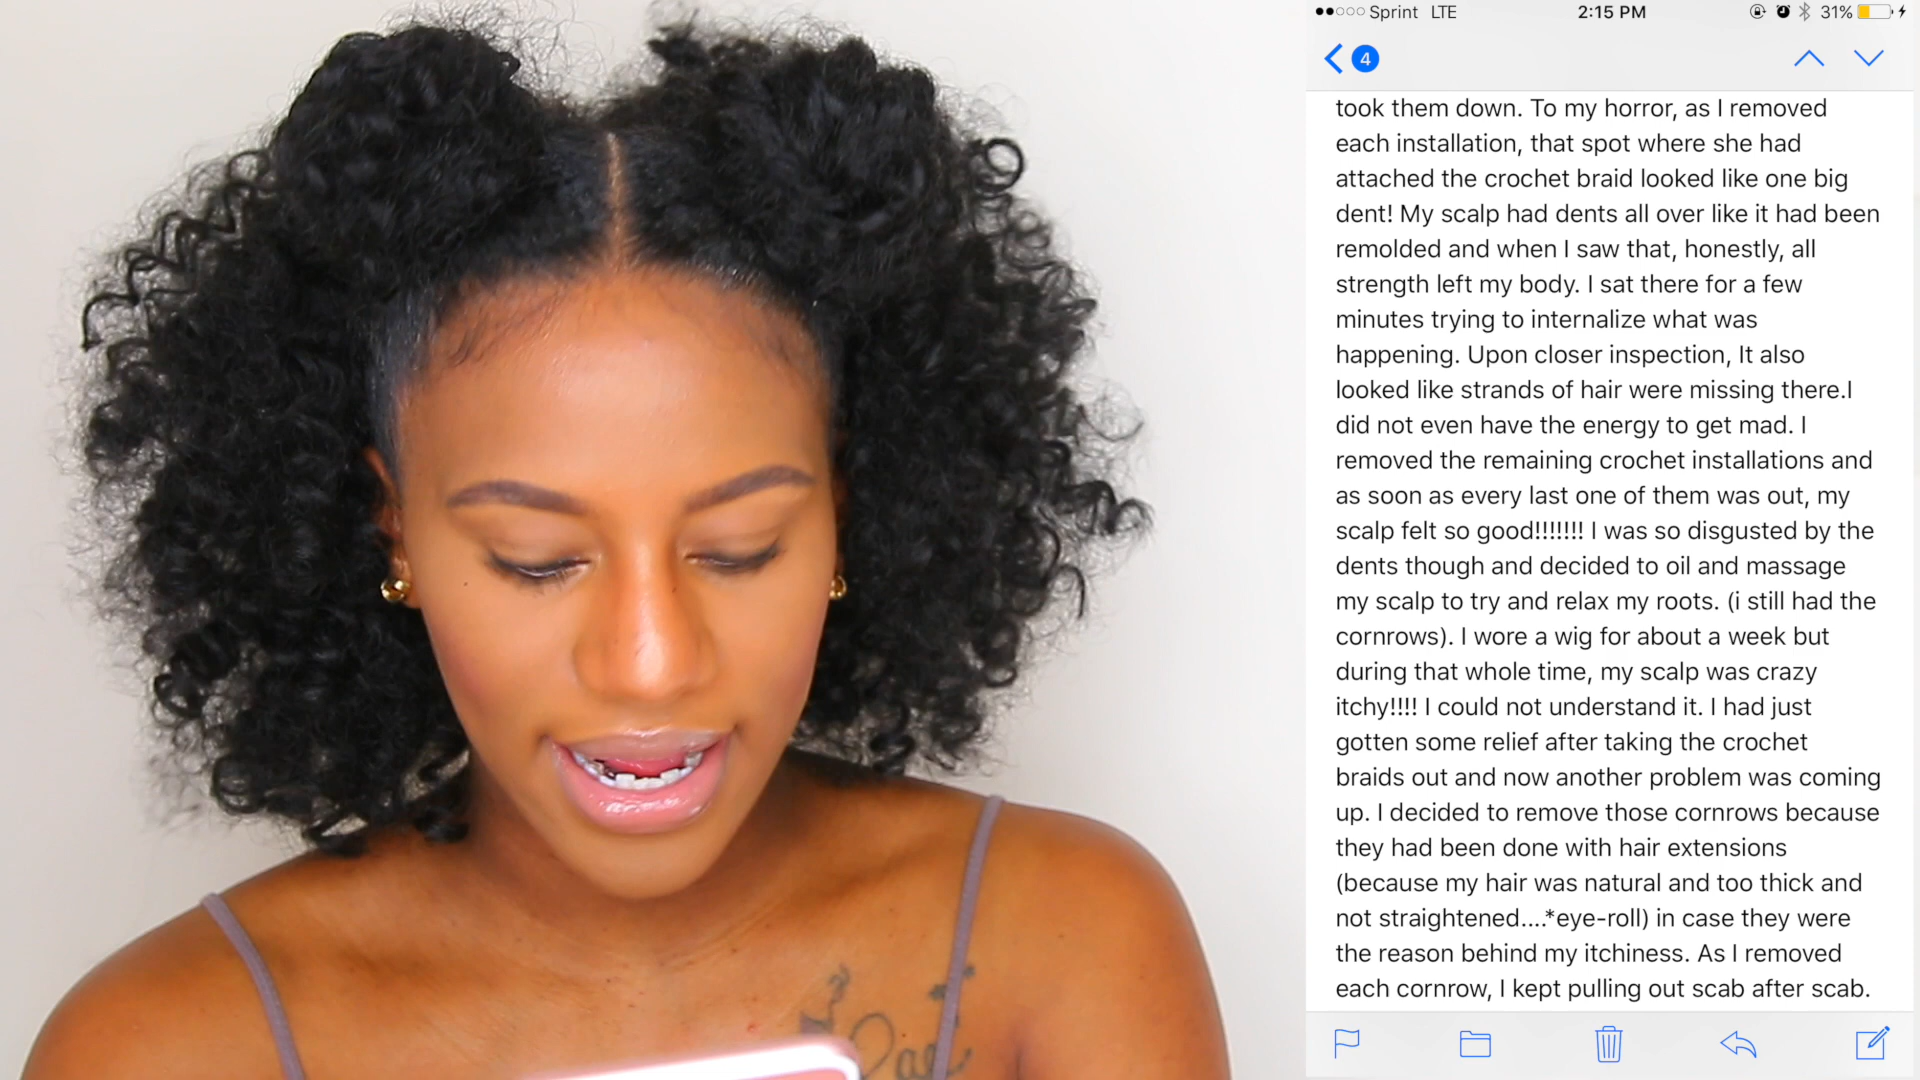 Sprint LTE 2:15 PM 31%
4
took them down. To my horror, as I removed
each installation, that spot where she had
attached the crochet braid looked like one big
dent! My scalp had dents all over like it had been
remolded and when I saw that, honestly, all
strength left my body. I sat there for a few
minutes trying to internalize what was
happening. Upon closer inspection, It also
looked like strands of hair were missing there.I
did not even have the energy to get mad. I
removed the remaining crochet installations and
as soon as every last one of them was out, my
scalp felt so good!!!!!!! I was so disgusted by the
dents though and decided to oil and massage
my scalp to try and relax my roots. (i still had the
cornrows). I wore a wig for about a week but
during that whole time, my scalp was crazy
itchy!!!! I could not understand it. I had just
gotten some relief after taking the crochet
braids out and now another problem was coming
up. I decided to remove those cornrows because
they had been done with hair extensions
(because my hair was natural and too thick and
not straightened....*eye-roll) in case they were
the reason behind my itchiness. As I removed
each cornrow, I kept pulling out scab after scab.